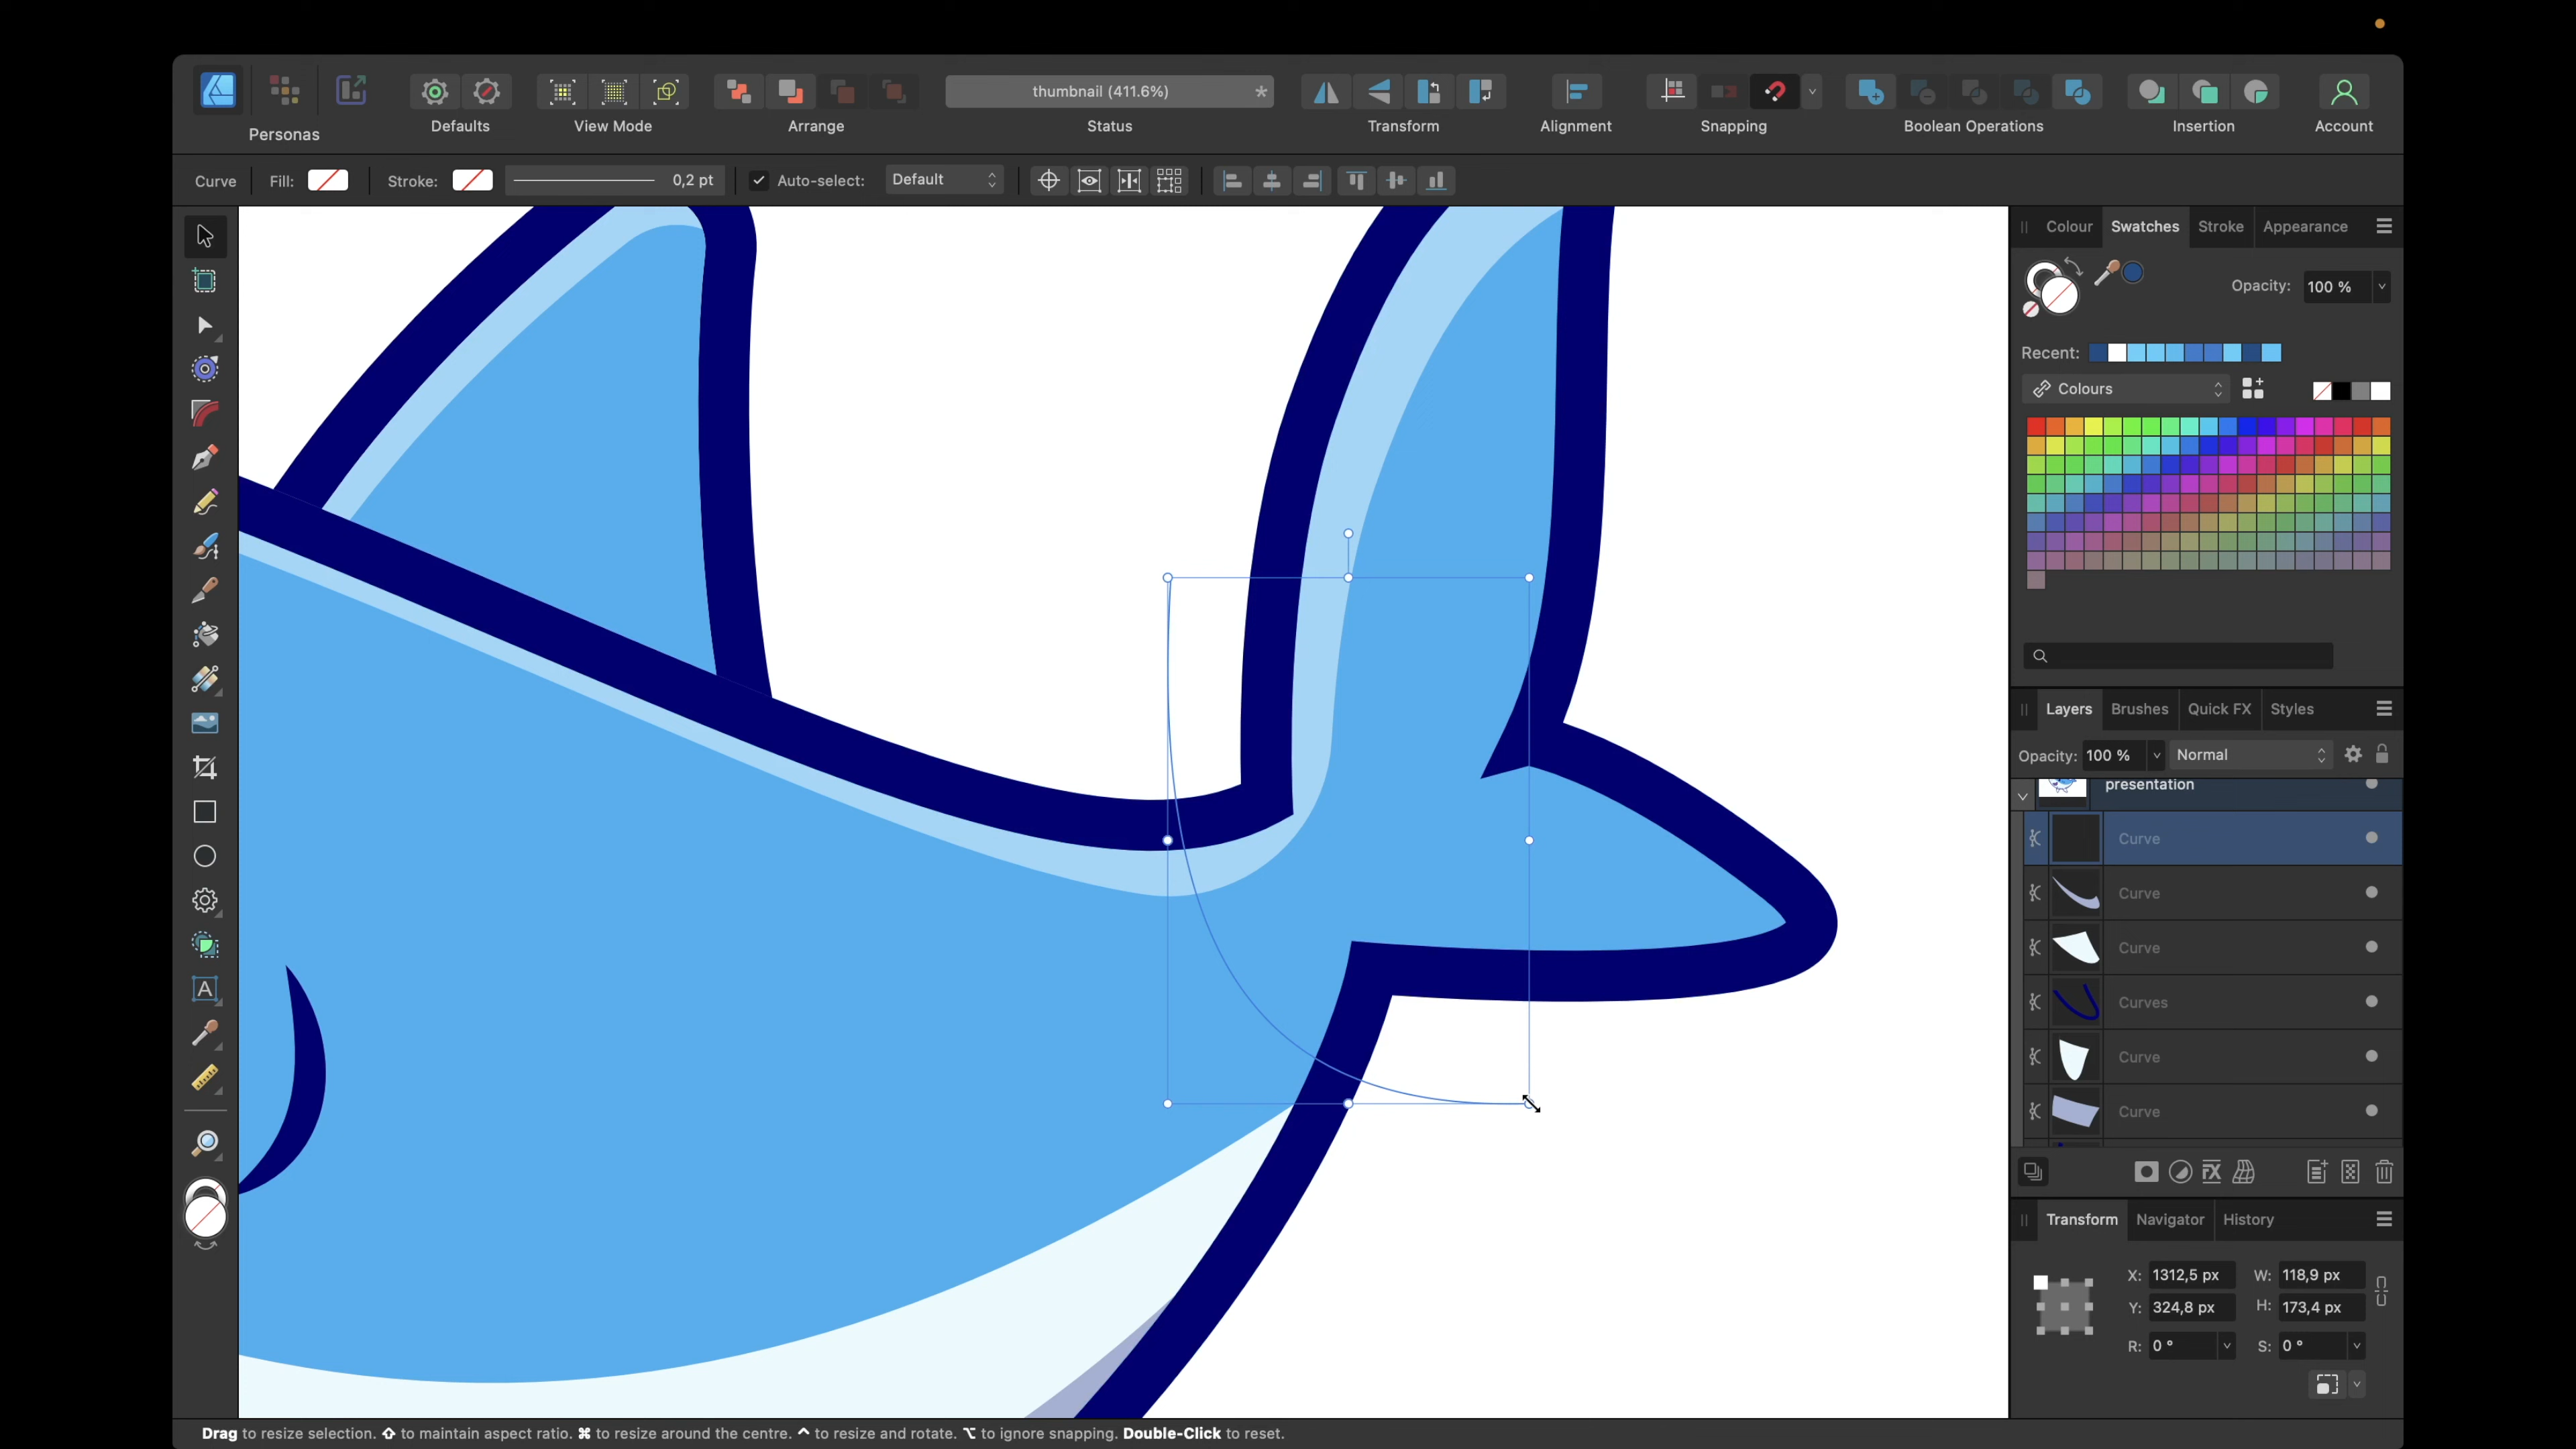 thumbnail (411.6%) *
Personas Defaults View Mode Arrange Status Transform Alignment Snapping Boolean Operations Insertion Account
Curve Fill: Stroke: 0,2 pt Auto-select: Default
Colour Swatches Stroke Appearance
Opacity: 100 %
Recent:
Colours
Layers Brushes Quick FX Styles
Opacity: 100 % Normal
presentation
Curve
Curve
Curve
Curves
Curve
Curve
Transform Navigator History
X: 1312,5 px W: 118,9 px
Y: 324,8 px H: 173,4 px
R: 0 ° S: 0 °
A
Drag to resize selection. ⇧ to maintain aspect ratio. ⌘ to resize around the centre. ^ to resize and rotate. ⌥ to ignore snapping. Double-Click to reset.